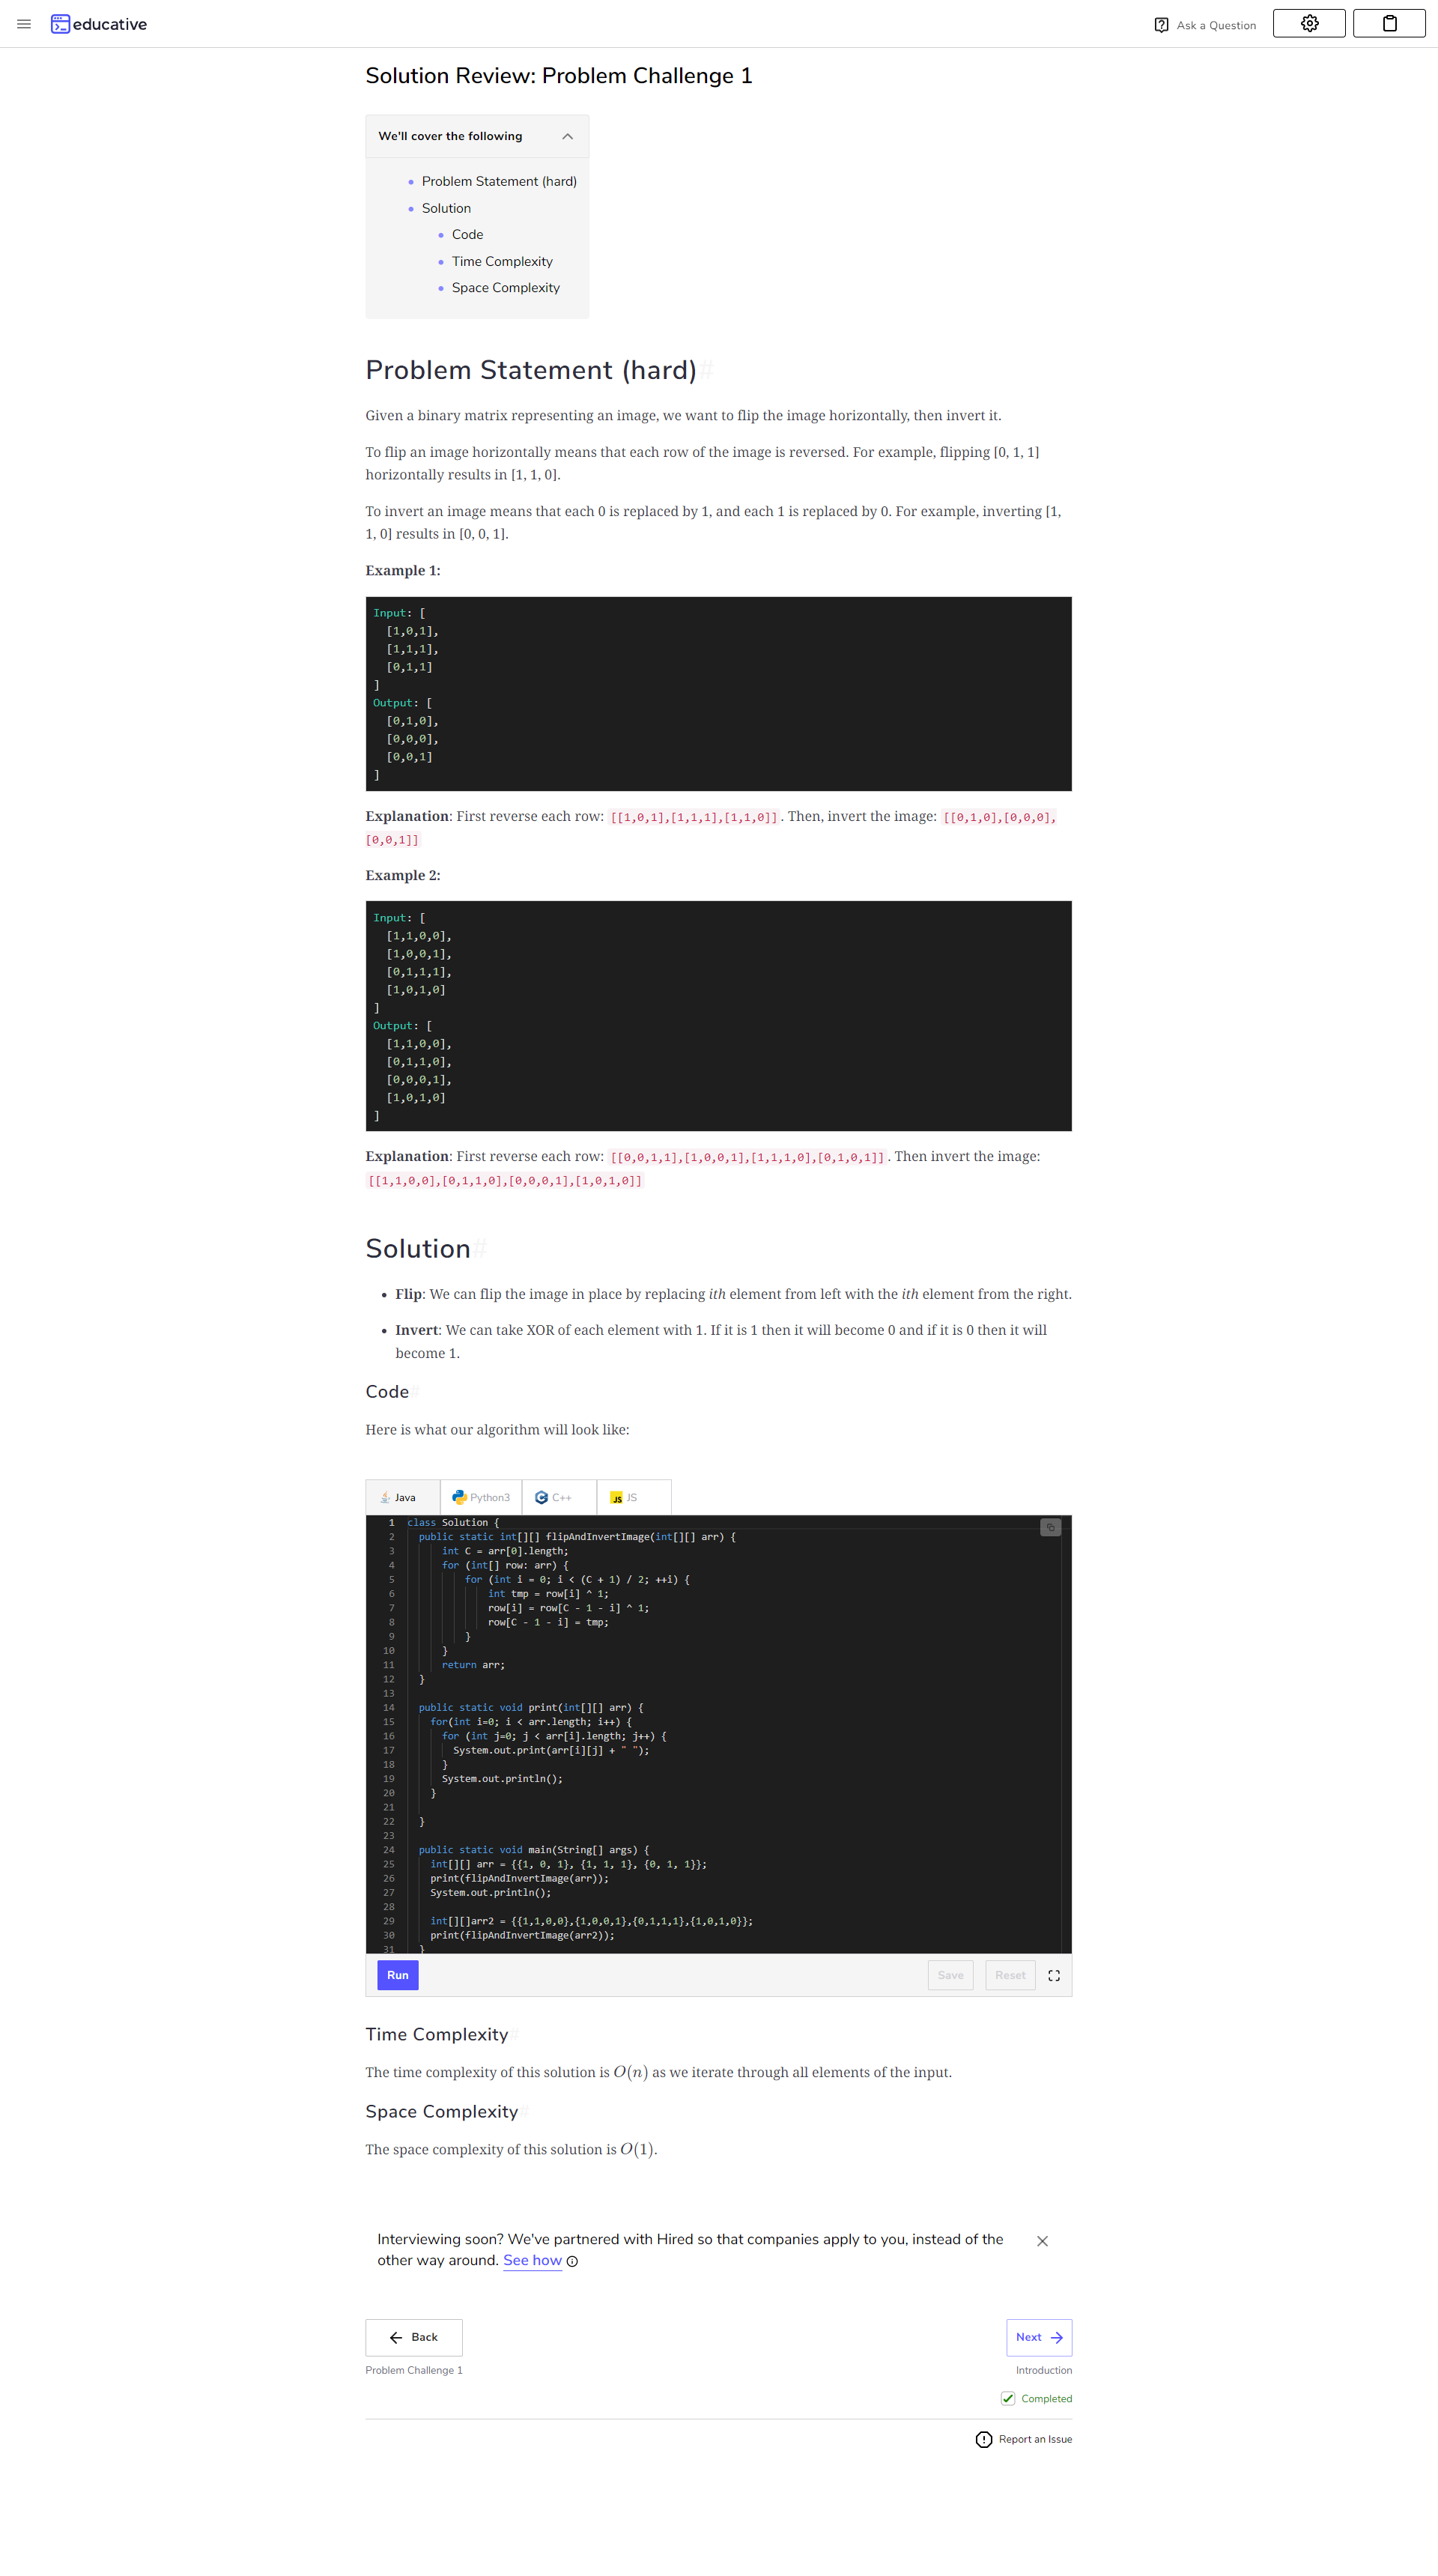 educative
Ask a Question
Solution Review: Problem Challenge 1
We'll cover the following
Problem Statement (hard)
Solution
Code
Time Complexity
Space Complexity
Problem Statement (hard)#
Given a binary matrix representing an image, we want to flip the image horizontally, then invert it.
To flip an image horizontally means that each row of the image is reversed. For example, flipping [0, 1, 1]
horizontally results in [1, 1, 0].
To invert an image means that each 0 is replaced by 1, and each 1 is replaced by 0. For example, inverting [1,
1, 0] results in [0, 0, 1].
Example 1:
Input: [
[1,0,1],
[1,1,1],
[0,1,1]
]
Output: [
[0,1,0],
[0,0,0],
[0,0,1]
]
Explanation: First reverse each row: [[1,0,1],[1,1,1],[1,1,0]]. Then, invert the image: [[0,1,0],[0,0,0],
[0,0,1]]
Example 2:
Input: [
[1,1,0,0],
[1,0,0,1],
[0,1,1,1],
[1,0,1,0]
]
Output: [
[1,1,0,0],
[0,1,1,0],
[0,0,0,1],
[1,0,1,0]
]
Explanation: First reverse each row: [[0,0,1,1],[1,0,0,1],[1,1,1,0],[0,1,0,1]]. Then invert the image:
[[1,1,0,0],[0,1,1,0],[0,0,0,1],[1,0,1,0]]
Solution#
• Flip: We can flip the image in place by replacing ith element from left with the ith element from the right.
• Invert: We can take XOR of each element with 1. If it is 1 then it will become 0 and if it is 0 then it will
become 1.
Code#
Here is what our algorithm will look like:
Java Python3 C++ JS
1 class Solution {
2 public static int[][] flipAndInvertImage(int[][] arr) {
3 int C = arr[0].length;
4 for (int[] row: arr) {
5 for (int i = 0; i < (C + 1) / 2; ++i) {
6 int tmp = row[i] ^ 1;
7 row[i] = row[C - 1 - i] ^ 1;
8 row[C - 1 - i] = tmp;
9 }
10 }
11 return arr;
12 }
13
14 public static void print(int[][] arr) {
15 for(int i=0; i < arr.length; i++) {
16 for (int j=0; j < arr[i].length; j++) {
17 System.out.print(arr[i][j] + " ");
18 }
19 System.out.println();
20 }
21
22 }
23
24 public static void main(String[] args) {
25 int[][] arr = {{1, 0, 1}, {1, 1, 1}, {0, 1, 1}};
26 print(flipAndInvertImage(arr));
27 System.out.println();
28
29 int[][]arr2 = {{1,1,0,0},{1,0,0,1},{0,1,1,1},{1,0,1,0}};
30 print(flipAndInvertImage(arr2));
31 }
Run Save Reset
Time Complexity#
The time complexity of this solution is O(n) as we iterate through all elements of the input.
Space Complexity#
The space complexity of this solution is O(1).
Interviewing soon? We've partnered with Hired so that companies apply to you, instead of the
other way around. See how
Back
Next
Problem Challenge 1
Introduction
Completed
Report an Issue